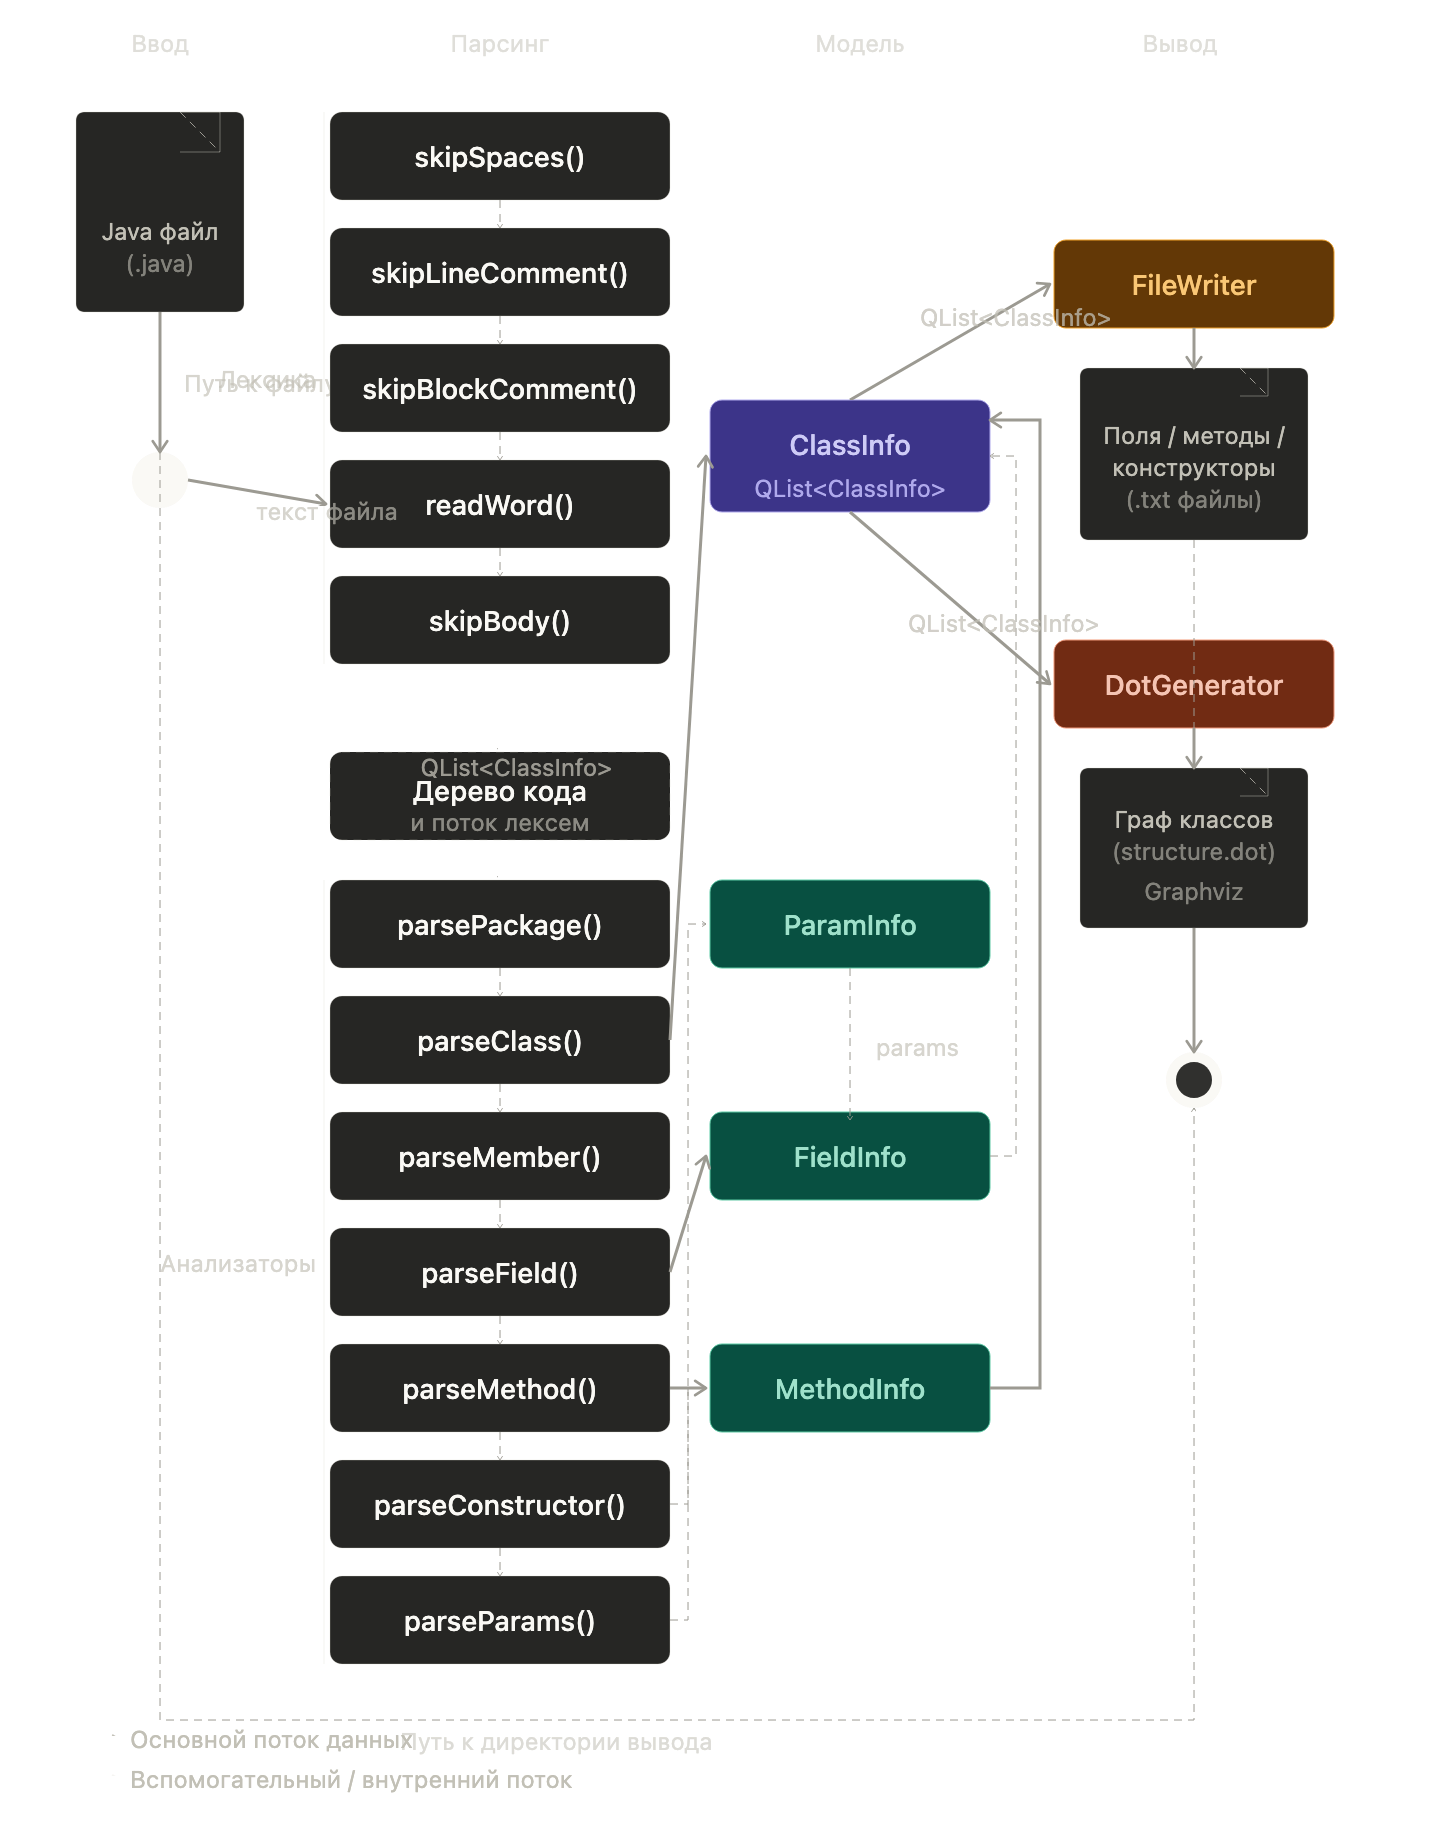 Ввод
Парсинг
Модель
Вывод
Java файл
(.java)
Путь к файлу
Лексика
текст файла
skipSpaces()
skipLineComment()
skipBlockComment()
readWord()
skipBody()
QList<ClassInfo>
Дерево кода
и поток лексем
Анализаторы
parsePackage()
parseClass()
parseMember()
parseField()
parseMethod()
parseConstructor()
parseParams()
ClassInfo
QList<ClassInfo>
ParamInfo
params
FieldInfo
MethodInfo
QList<ClassInfo>
QList<ClassInfo>
FileWriter
Поля / методы /
конструкторы
(.txt файлы)
DotGenerator
Граф классов
(structure.dot)
Graphviz
Основной поток данных
Путь к директории вывода
Вспомогательный / внутренний поток